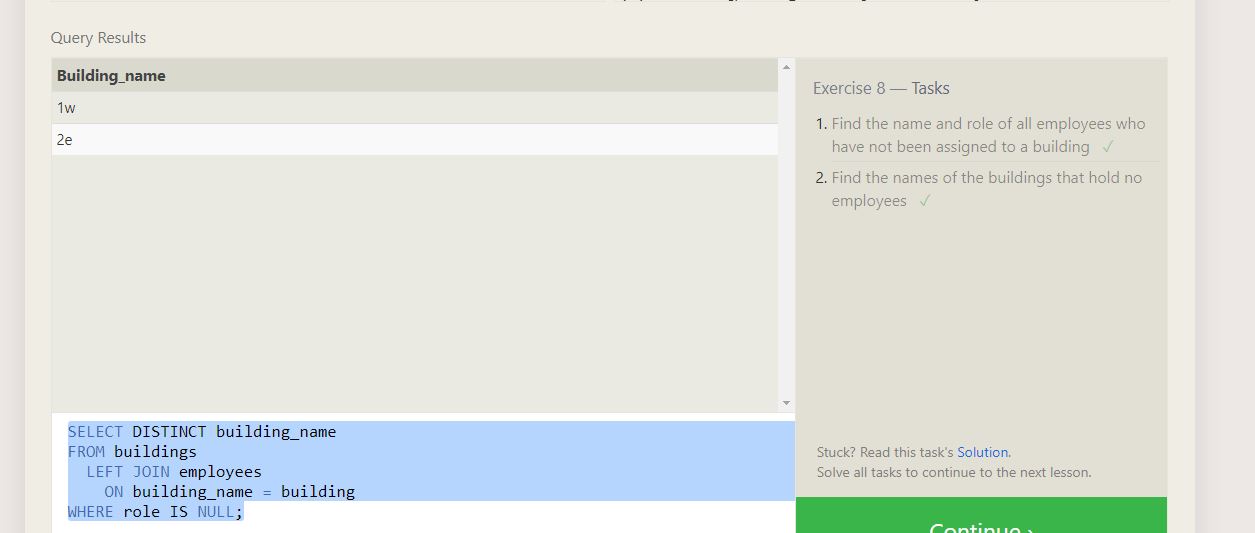 Query Results
Building_name
1w
2e
Exercise 8 — Tasks
1. Find the name and role of all employees who
have not been assigned to a building ✓
2. Find the names of the buildings that hold no
employees ✓
SELECT DISTINCT building_name
FROM buildings
LEFT JOIN employees
ON building_name = building
WHERE role IS NULL;
Stuck? Read this task's Solution.
Solve all tasks to continue to the next lesson.
Continue ›